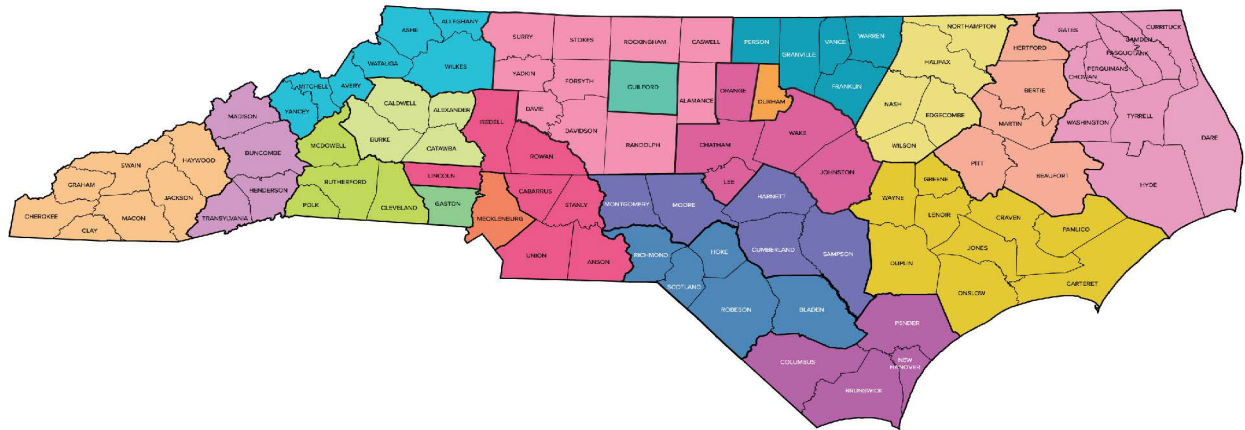 ASHE
ALLEGHANY
SURRY
STOKES
ROCKINGHAM
CASWELL
PERSON
GRANVILLE
VANCE
WARREN
NORTHAMPTON
GATES
CURRITUCK
CAMDEN
PASQUOTANK
PERQUIMANS
CHOWAN
HERTFORD
HALIFAX
WATAUGA
WILKES
YADKIN
FORSYTH
GUILFORD
ALAMANCE
ORANGE
DURHAM
FRANKLIN
BERTIE
MITCHELL
AVERY
YANCEY
CALDWELL
ALEXANDER
IREDELL
DAVIE
DAVIDSON
RANDOLPH
CHATHAM
WAKE
NASH
EDGECOMBE
MARTIN
WASHINGTON
TYRRELL
DARE
MADISON
BUNCOMBE
MCDOWELL
BURKE
CATAWBA
ROWAN
WILSON
PITT
BEAUFORT
HYDE
SWAIN
HAYWOOD
GRAHAM
JACKSON
HENDERSON
RUTHERFORD
LINCOLN
LEE
JOHNSTON
GREENE
CHEROKEE
MACON
CLAY
TRANSYLVANIA
POLK
CLEVELAND
GASTON
CABARRUS
STANLY
MECKLENBURG
MONTGOMERY
MOORE
HARNETT
WAYNE
LENOIR
CRAVEN
PAMLICO
JONES
UNION
ANSON
RICHMOND
HOKE
CUMBERLAND
SAMPSON
DUPLIN
CARTERET
ONSLOW
SCOTLAND
ROBESON
BLADEN
PENDER
COLUMBUS
NEW
HANOVER
BRUNSWICK